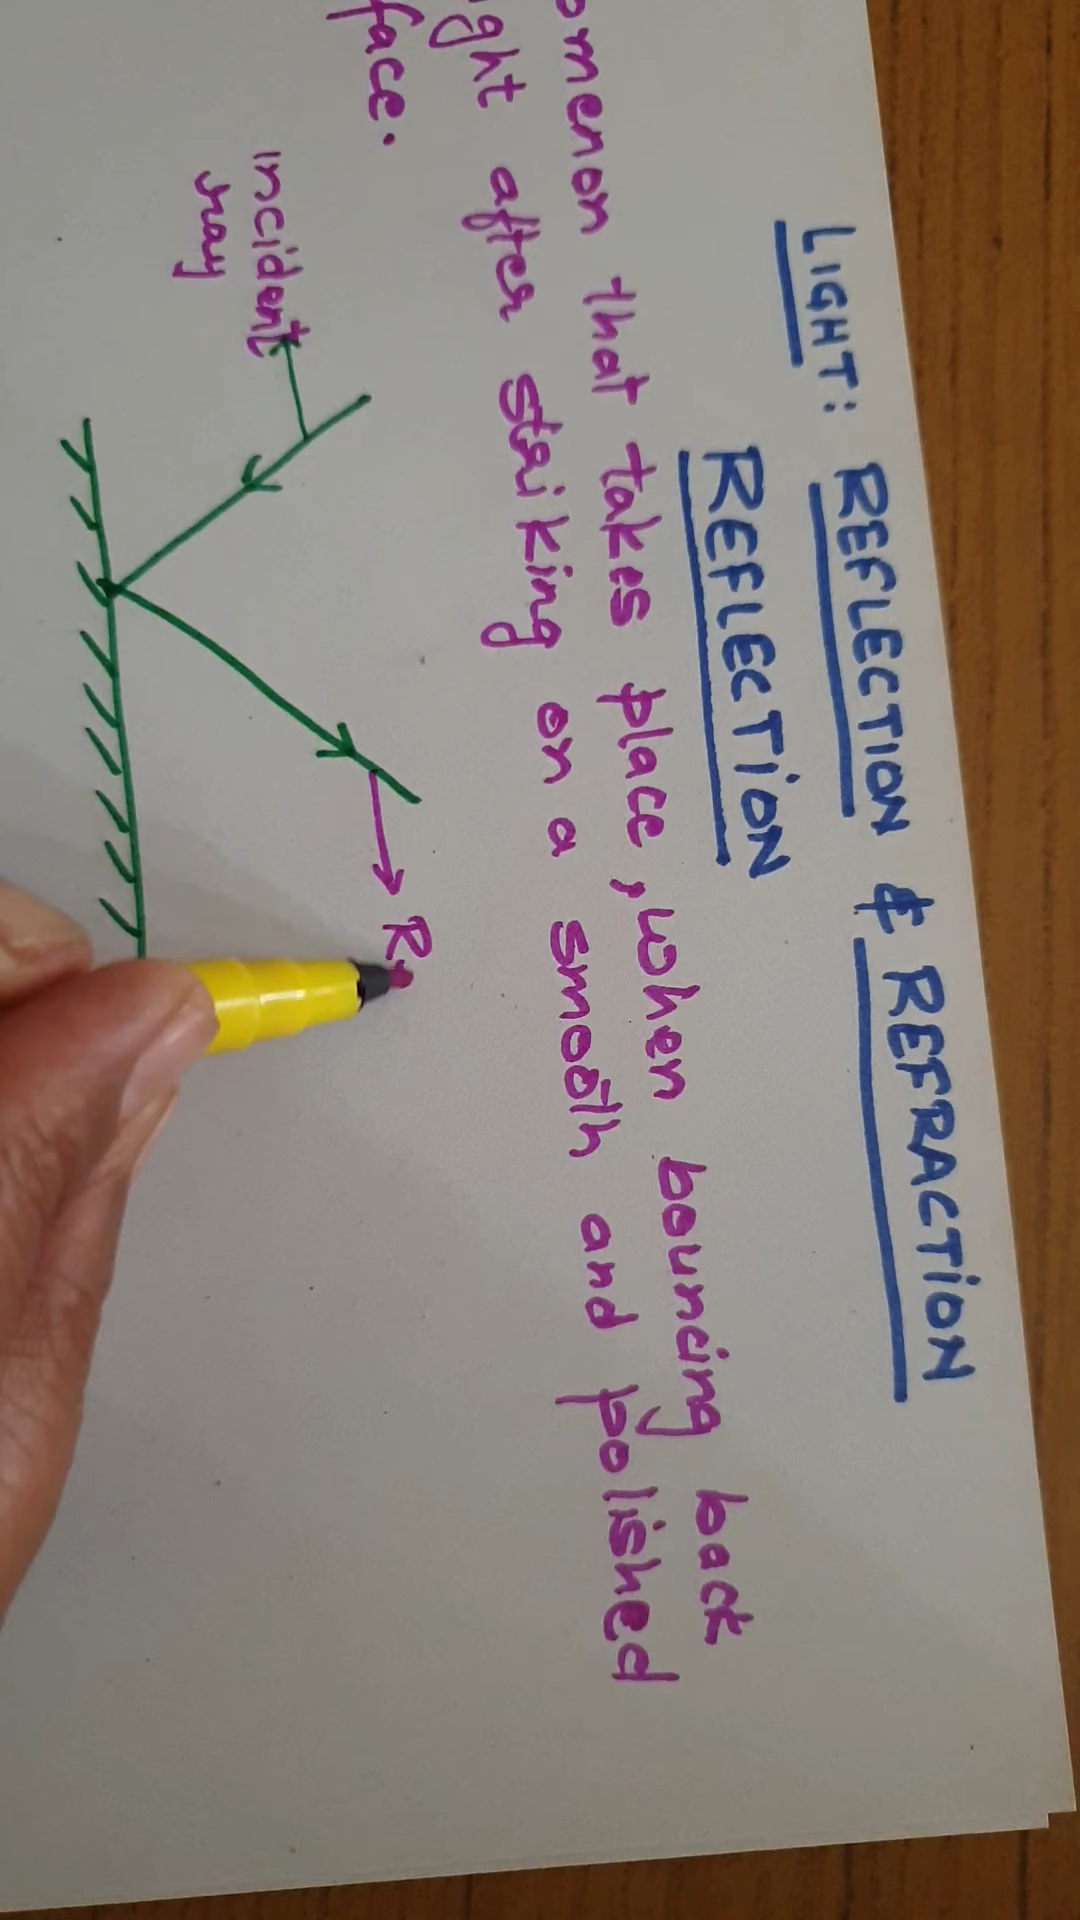 LIGHT: REFLECTION & REFRACTION
REFLECTION
omenon that takes place, when bouncing back
ght after striking on a smooth and polished
face.
incident
ray
R